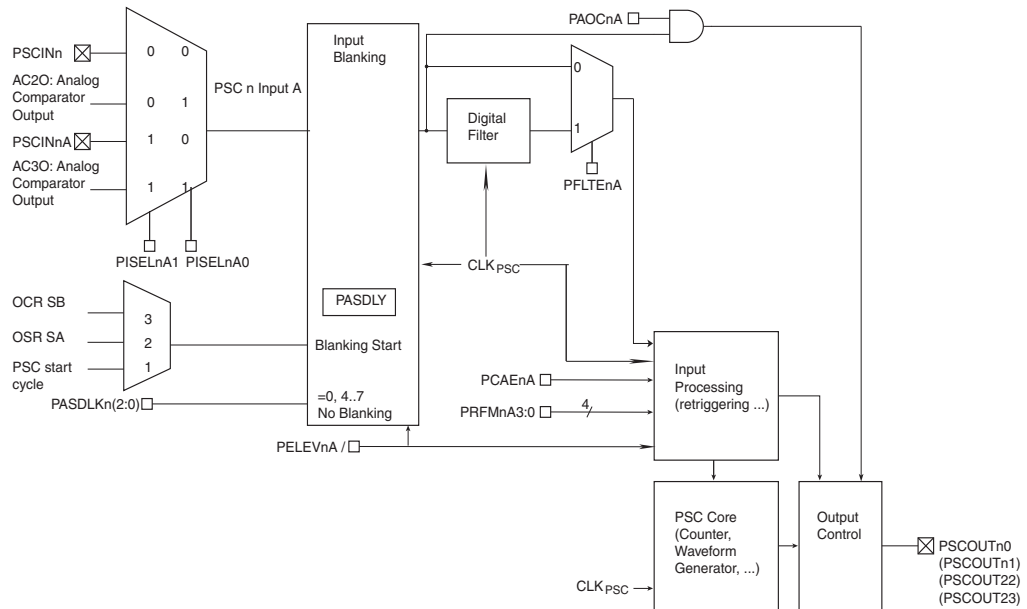 PSCINn
AC2O: Analog
Comparator
Output
PSCINnA
AC3O: Analog
Comparator
Output
0 0
0 1
1 0
1 1
PISELnA1
PISELnA0
PSC n Input A
Input
Blanking
PAOCnA
Digital
Filter
0
1
PFLTEnA
CLKPSC
OCR SB
OSR SA
PSC start
cycle
3
2
1
PASDLY
Blanking Start
PASDLKn(2:0)
=0, 4..7
No Blanking
PELEVnA /
PCAEnA
PRFMnA3:0
4
Input
Processing
(retriggering ...)
PSC Core
(Counter,
Waveform
Generator, ...)
CLKPSC
Output
Control
PSCOUTn0
(PSCOUTn1)
(PSCOUT22)
(PSCOUT23)